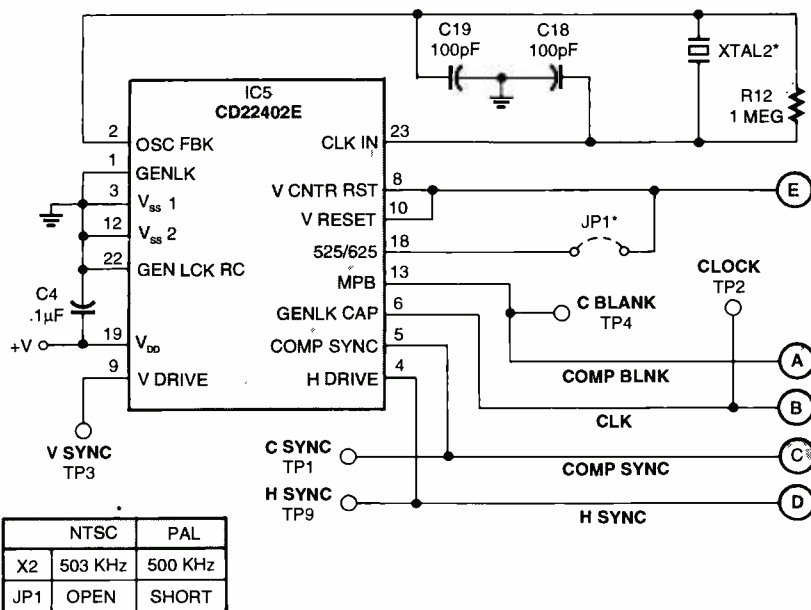 C19
100pF
C18
100pF
XTAL2*
R12
1 MEG
IC5
CD22402E
2
OSC FBK
CLK IN
23
1
GENLK
V CNTR RST
8
E
3
Vss 1
V RESET
10
12
Vss 2
525/625
18
JP1*
22
GEN LCK RC
MPB
13
CLOCK
TP2
C4
.1μF
GENLK CAP
6
C BLANK
TP4
+V
19
VDD
COMP SYNC
5
COMP BLNK
A
9
V DRIVE
H DRIVE
4
CLK
B
V SYNC
TP3
C SYNC
TP1
COMP SYNC
C
H SYNC
TP9
H SYNC
D
*
NTSC PAL
X2 503 KHz 500 KHz
JP1 OPEN SHORT